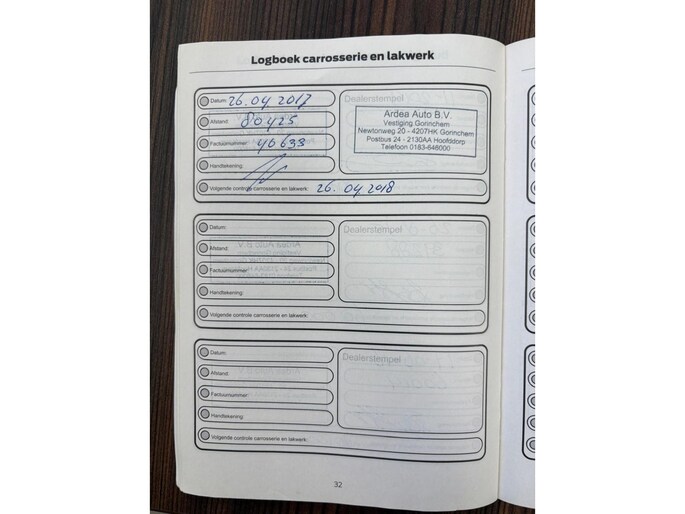 Logboek carrosserie en lakwerk
Datum: 26.04.2017
Afstand: 80425
Factuurnummer: 40633
Handtekening:
Dealerstempel
Ardea Auto B.V.
Vestiging Gorinchem
Newtonweg 20 - 4207HK Gorinchem
Postbus 24 - 2130AA Hoofddorp
Telefoon 0183-646000
Volgende controle carrosserie en lakwerk: 26.04.2018
Datum:
Afstand:
Factuurnummer:
Handtekening:
Dealerstempel
Volgende controle carrosserie en lakwerk:
Datum:
Afstand:
Factuurnummer:
Handtekening:
Dealerstempel
Volgende controle carrosserie en lakwerk:
32